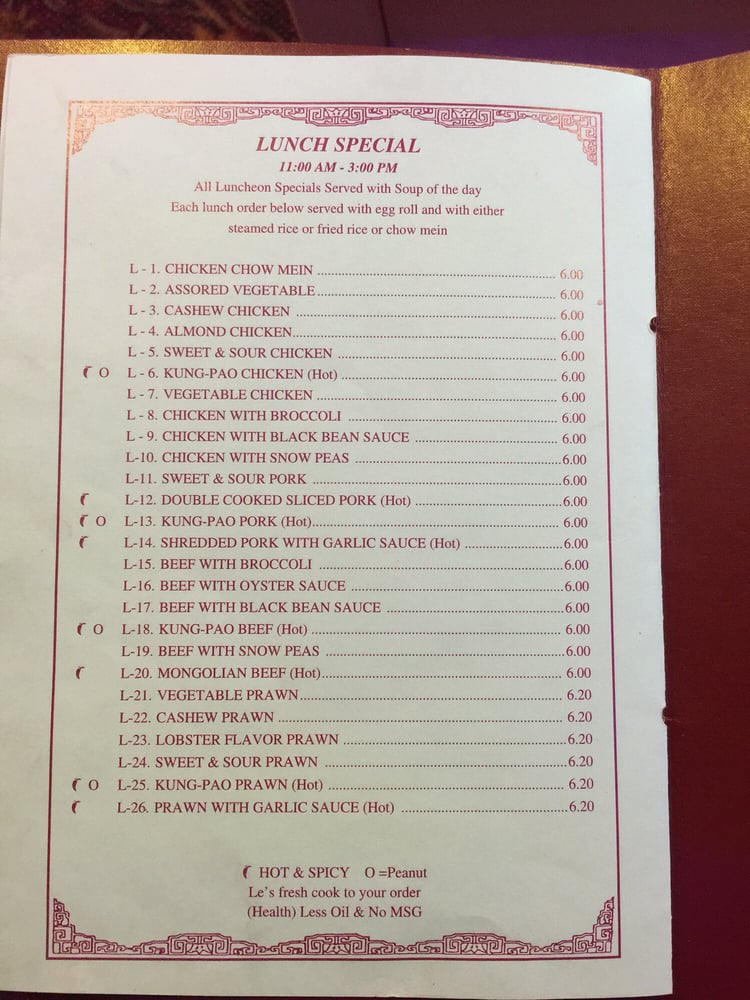 LUNCH SPECIAL
11:00 AM - 3:00 PM
All Luncheon Specials Served with Soup of the day
Each lunch order below served with egg roll and with either
steamed rice or fried rice or chow mein
L - 1. CHICKEN CHOW MEIN 6.00
L - 2. ASSORED VEGETABLE 6.00
L - 3. CASHEW CHICKEN 6.00
L - 4. ALMOND CHICKEN 6.00
L - 5. SWEET & SOUR CHICKEN 6.00
O L - 6. KUNG-PAO CHICKEN (Hot) 6.00
L - 7. VEGETABLE CHICKEN 6.00
L - 8. CHICKEN WITH BROCCOLI 6.00
L - 9. CHICKEN WITH BLACK BEAN SAUCE 6.00
L-10. CHICKEN WITH SNOW PEAS 6.00
L-11. SWEET & SOUR PORK 6.00
L-12. DOUBLE COOKED SLICED PORK (Hot) 6.00
O L-13. KUNG-PAO PORK (Hot) 6.00
L-14. SHREDDED PORK WITH GARLIC SAUCE (Hot) 6.00
L-15. BEEF WITH BROCCOLI 6.00
L-16. BEEF WITH OYSTER SAUCE 6.00
L-17. BEEF WITH BLACK BEAN SAUCE 6.00
O L-18. KUNG-PAO BEEF (Hot) 6.00
L-19. BEEF WITH SNOW PEAS 6.00
L-20. MONGOLIAN BEEF (Hot) 6.00
L-21. VEGETABLE PRAWN 6.20
L-22. CASHEW PRAWN 6.20
L-23. LOBSTER FLAVOR PRAWN 6.20
L-24. SWEET & SOUR PRAWN 6.20
O L-25. KUNG-PAO PRAWN (Hot) 6.20
L-26. PRAWN WITH GARLIC SAUCE (Hot) 6.20
HOT & SPICY O =Peanut
Le's fresh cook to your order
(Health) Less Oil & No MSG